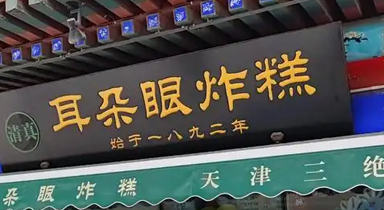 耳朵眼炸糕
清真
始于一八九二年
朵眼炸糕 天津三绝